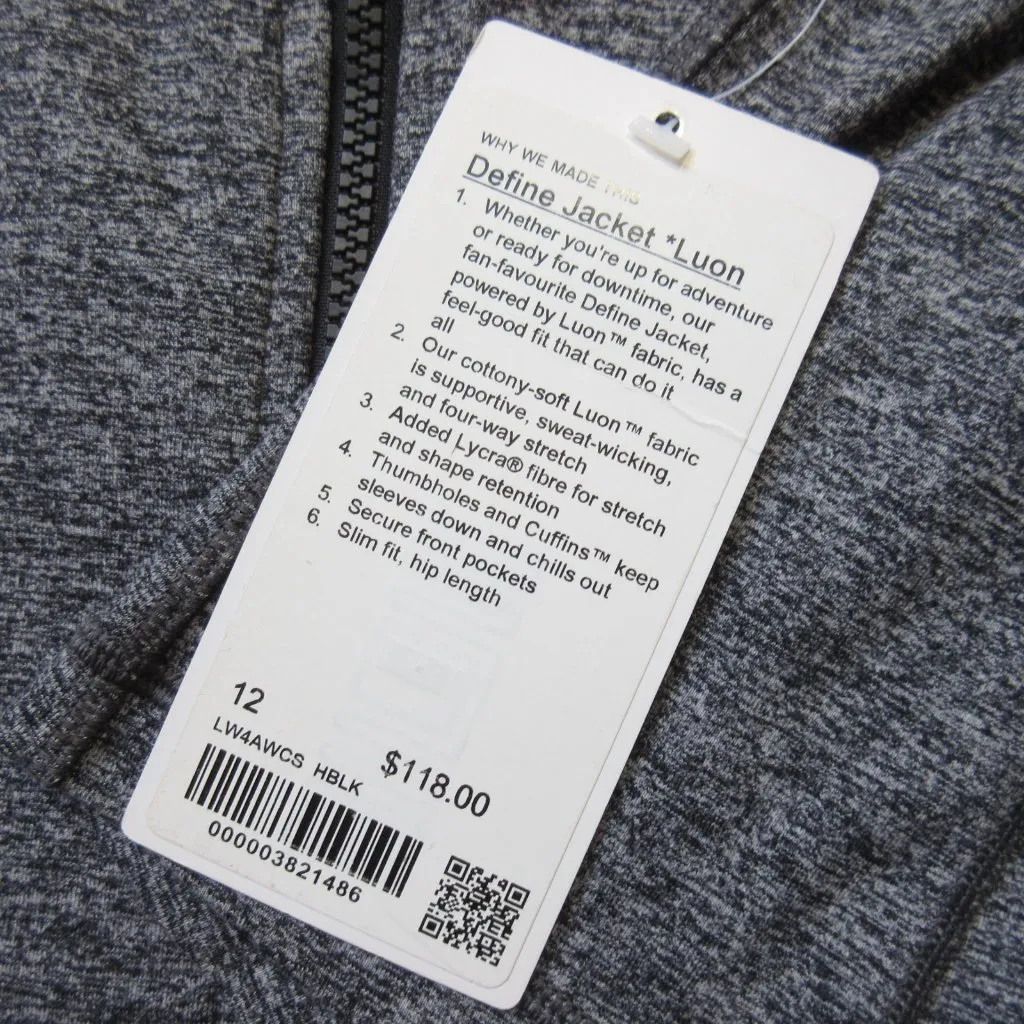 WHY WE MADE THIS
Define Jacket *Luon
1. Whether you're up for adventure
or ready for downtime, our
fan-favourite Define Jacket,
powered by Luon™ fabric, has a
feel-good fit that can do it
all
2. Our cottony-soft Luon™ fabric
is supportive, sweat-wicking,
and four-way stretch
3. Added Lycra® fibre for stretch
and shape retention
4. Thumbholes and Cuffins™ keep
sleeves down and chills out
5. Secure front pockets
6. Slim fit, hip length
12
LW4AWCS HBLK
$118.00
000003821486